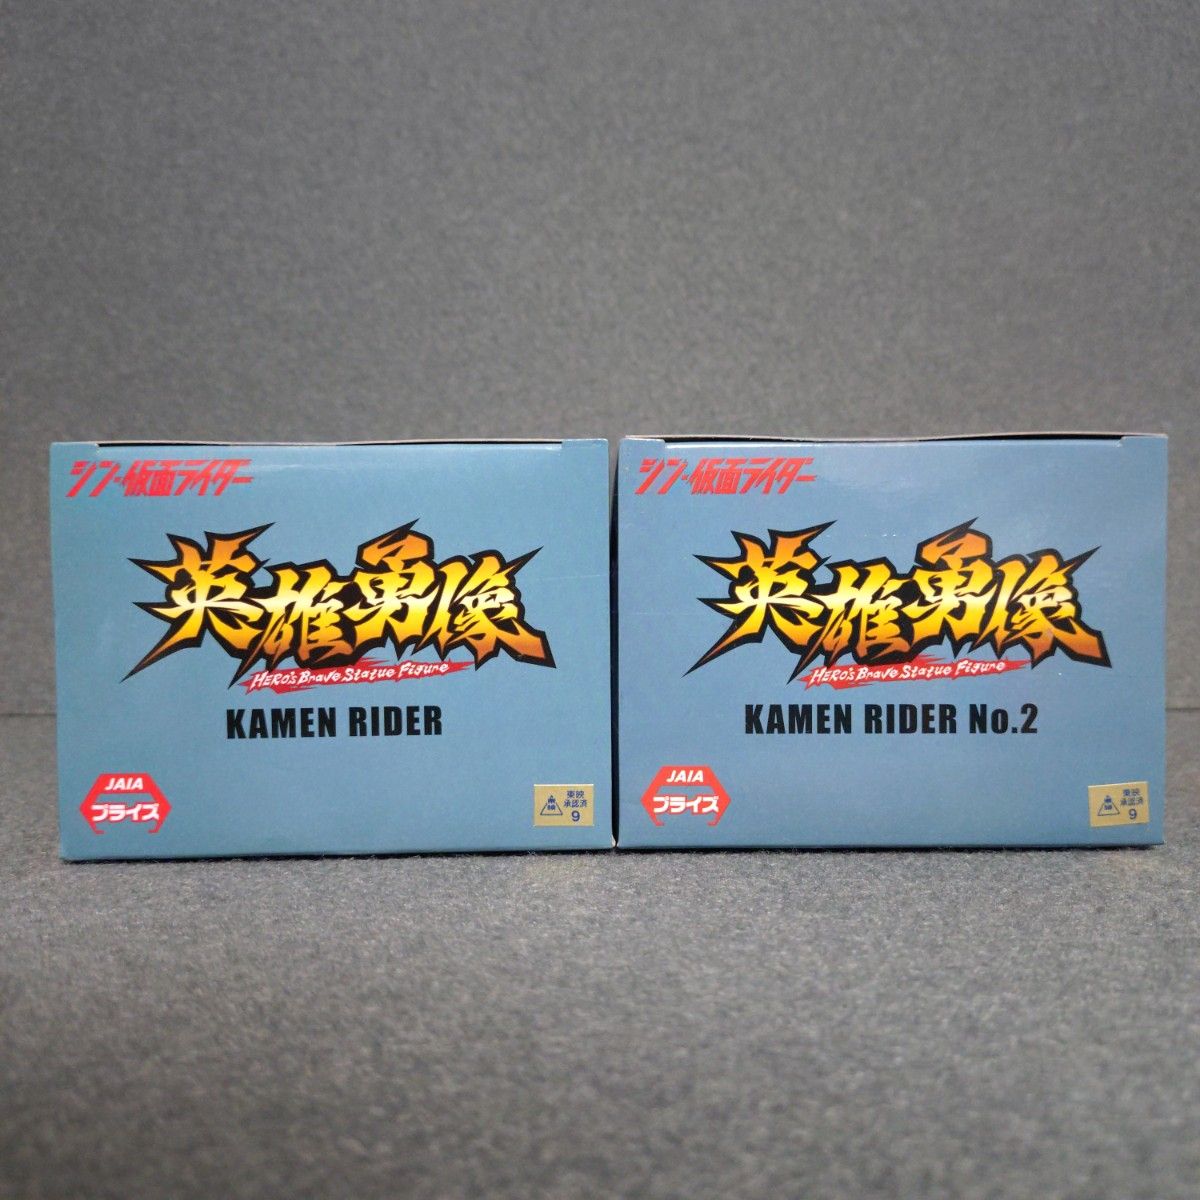 シン・仮面ライダー
英雄勇像
HERO'S Brave Statue Figure
KAMEN RIDER
JAIA
プライズ
東映
承認済
9
シン・仮面ライダー
英雄勇像
HERO'S Brave Statue Figure
KAMEN RIDER No.2
JAIA
プライズ
東映
承認済
9